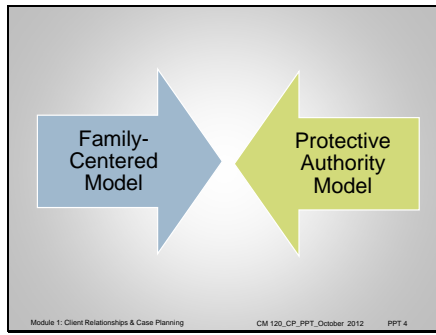 Family-
Centered
Model
Protective
Authority
Model
Module 1: Client Relationships & Case Planning CM 120_CP_PPT_October 2012 PPT 4